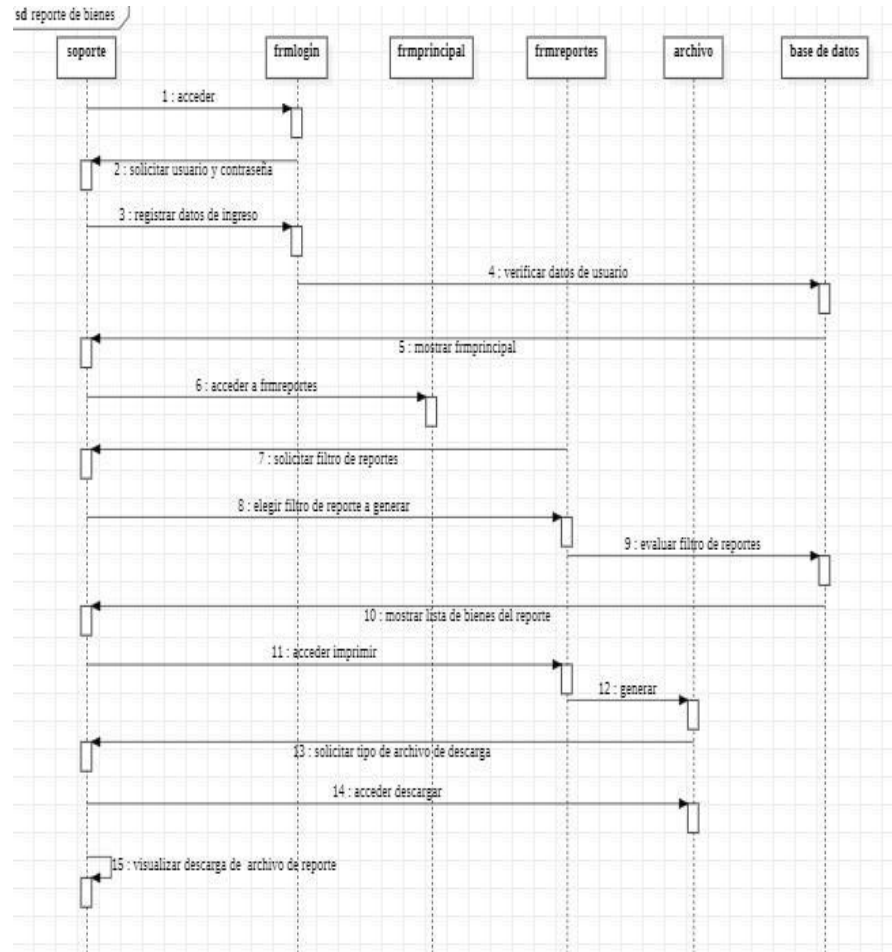 sd reporte de bienes
soporte
frmlogin
frmprincipal
frmreportes
archivo
base de datos
1 : acceder
2 : solicitar usuario y contraseña
3 : registrar datos de ingreso
4 : verificar datos de usuario
5 : mostrar frmprincipal
6 : acceder a frmreportes
7 : solicitar filtro de reportes
8 : elegir filtro de reporte a generar
9 : evaluar filtro de reportes
10 : mostrar lista de bienes del reporte
11 : acceder imprimir
12 : generar
13 : solicitar tipo de archivo de descarga
14 : acceder descargar
15 : visualizar descarga de archivo de reporte